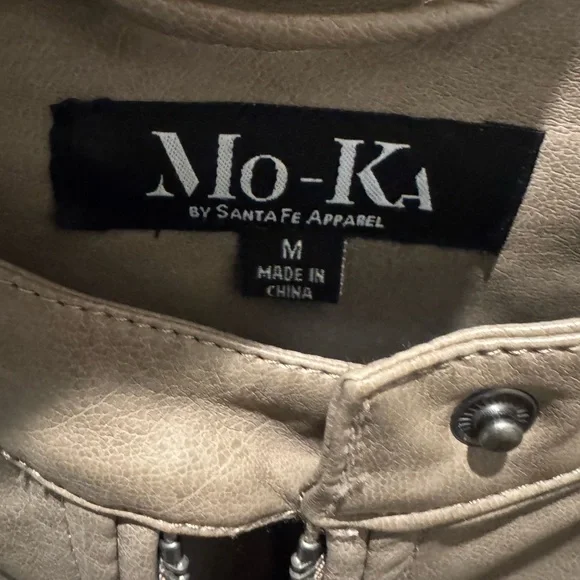 Mo-Ka
BY SANTA FE APPAREL
M
MADE IN
CHINA